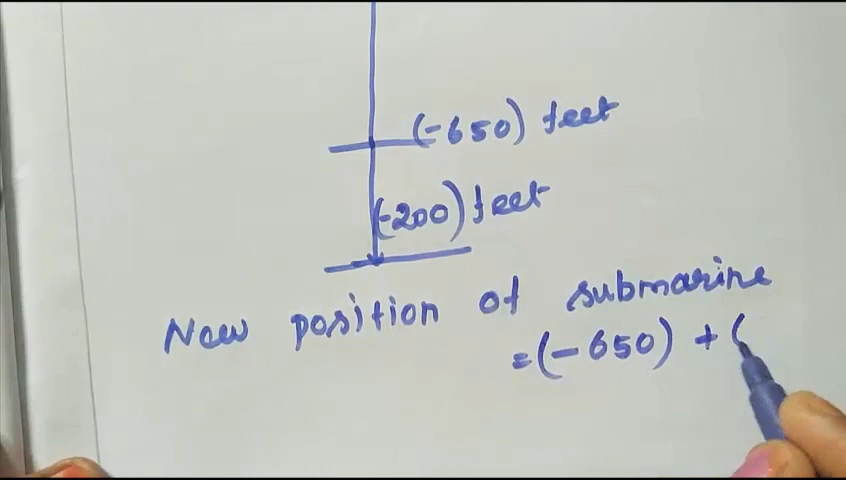 (-650) feet
(-200) feet
New position of submarine
= (-650) + (